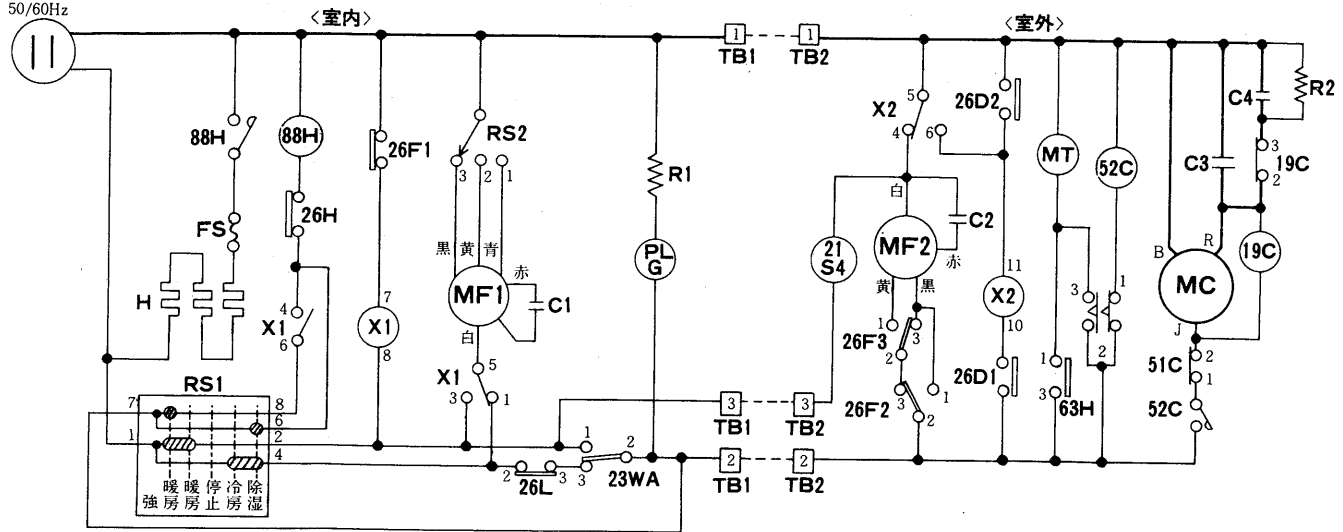 50/60Hz
〈室内〉
〈室外〉
1
1
TB1
TB2
88H
88H
26H
FS
H
26F1
RS2
3
2
1
R1
黒
黄
青
赤
MF1
C1
白
PL
G
X1
4
6
7
X1
8
X1
5
3
1
RS1
7
8
6
1
2
4
強
暖房
暖房
停止
冷房
除湿
2
26L
3
1
2
3
23WA
3
3
TB1
TB2
2
2
TB1
TB2
X2
5
4
6
26D2
白
C2
MF2
赤
21
S4
黄
黒
1
3
26F3
2
1
3
26F2
2
11
X2
10
26D1
MT
52C
3
1
2
1
3
63H
C4
R2
C3
3
19C
2
B
R
MC
19C
J
2
51C
1
52C